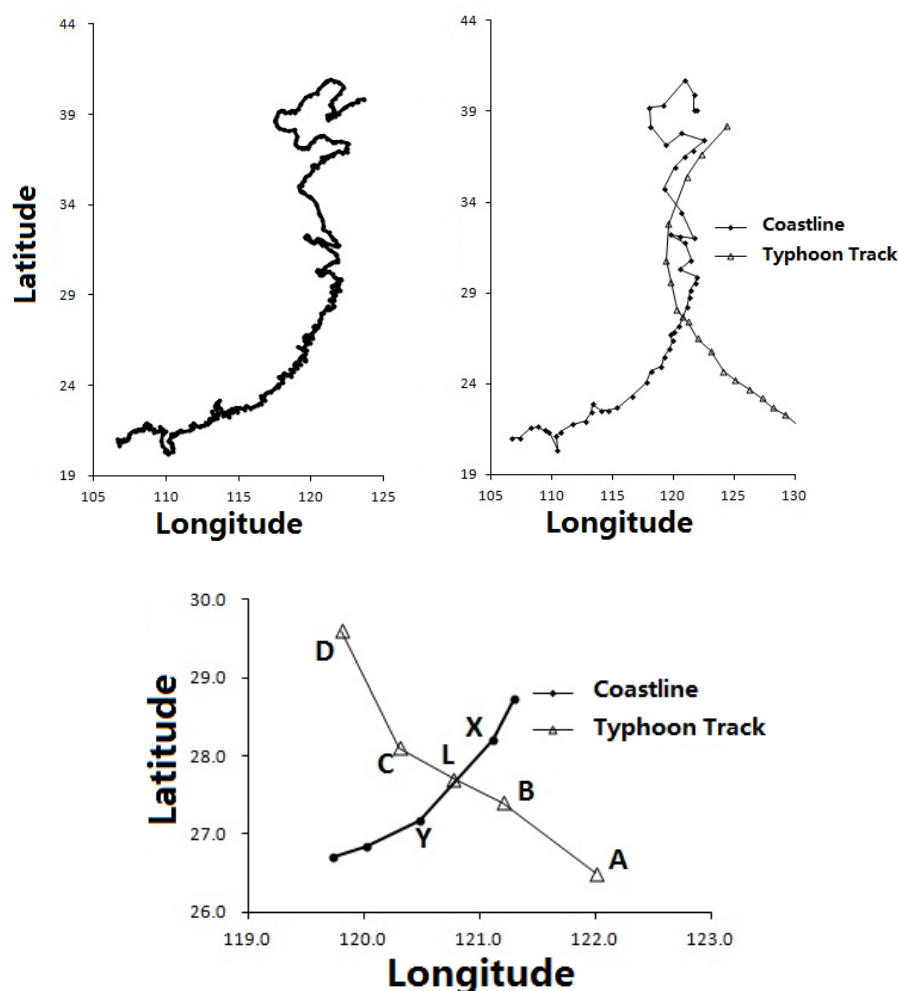 44
39
34
29
24
19
Latitude
105 110 115 120 125
Longitude
44
39
34
29
24
19
105 110 115 120 125 130
Longitude
Coastline
Typhoon Track
30.0
29.0
28.0
27.0
26.0
Latitude
D
C
L
X
B
Y
A
Coastline
Typhoon Track
119.0 120.0 121.0 122.0 123.0
Longitude